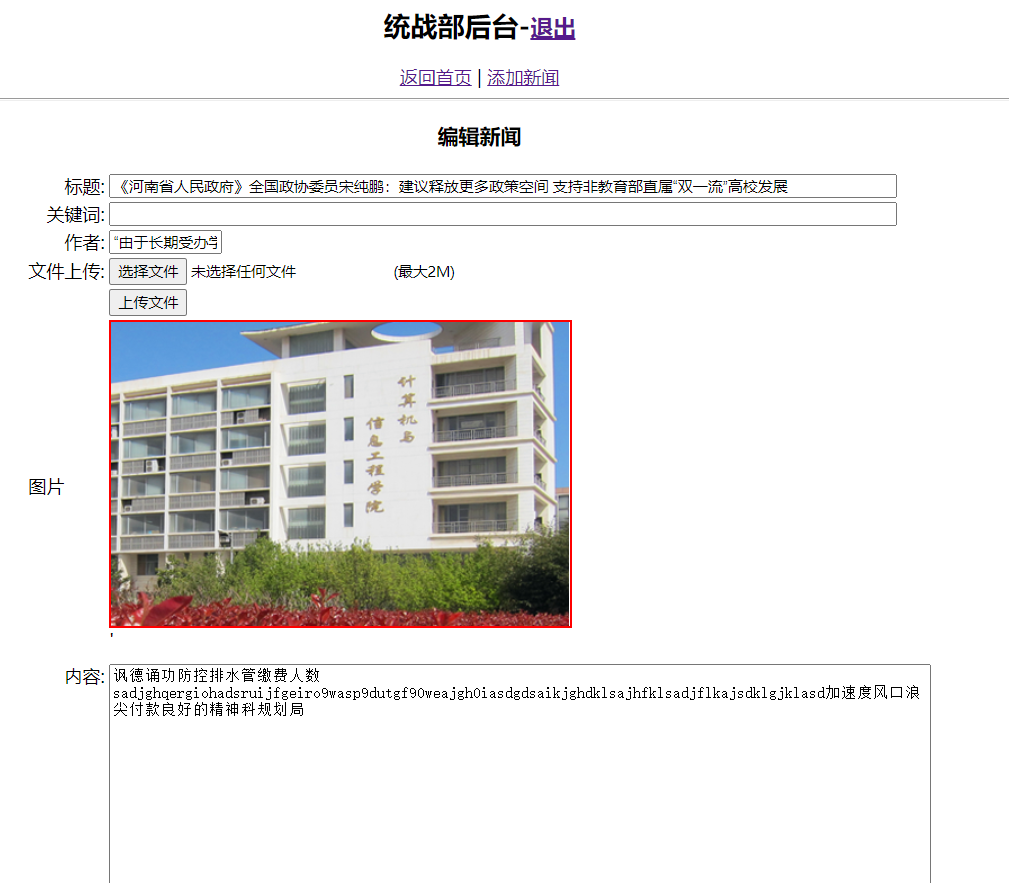 统战部后台-退出
返回首页 | 添加新闻
编辑新闻
标题: 《河南省人民政府》全国政协委员宋纯鹏：建议释放更多政策空间 支持非教育部直属“双一流”高校发展
关键词:
作者: “由于长期受办学
文件上传: 选择文件 未选择任何文件 (最大2M)
上传文件
计算机与
信息工程学院
图片
'
内容: 讽德诵功防控排水管缴费人数
sadjghqergiohadsruijfgeiro9wasp9dutgf90weajgh0iasdgdsaikjghdklsajhfklsadjflkajsdklgjklasd加速度风口浪
尖付款良好的精神科规划局